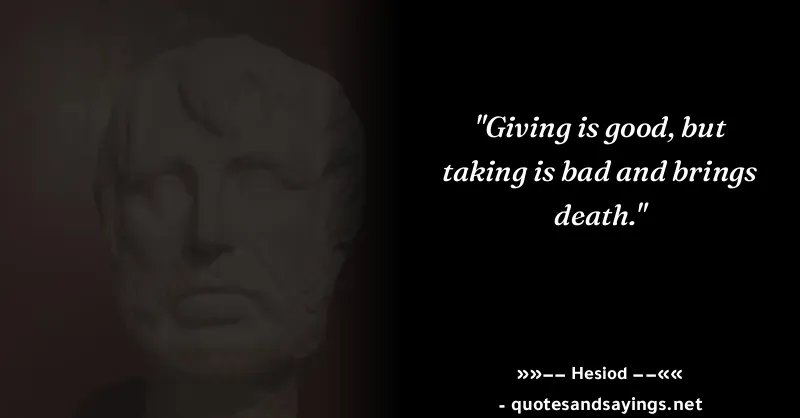 "Giving is good, but
taking is bad and brings
death."
»»—— Hesiod ——««
- quotesandsayings.net